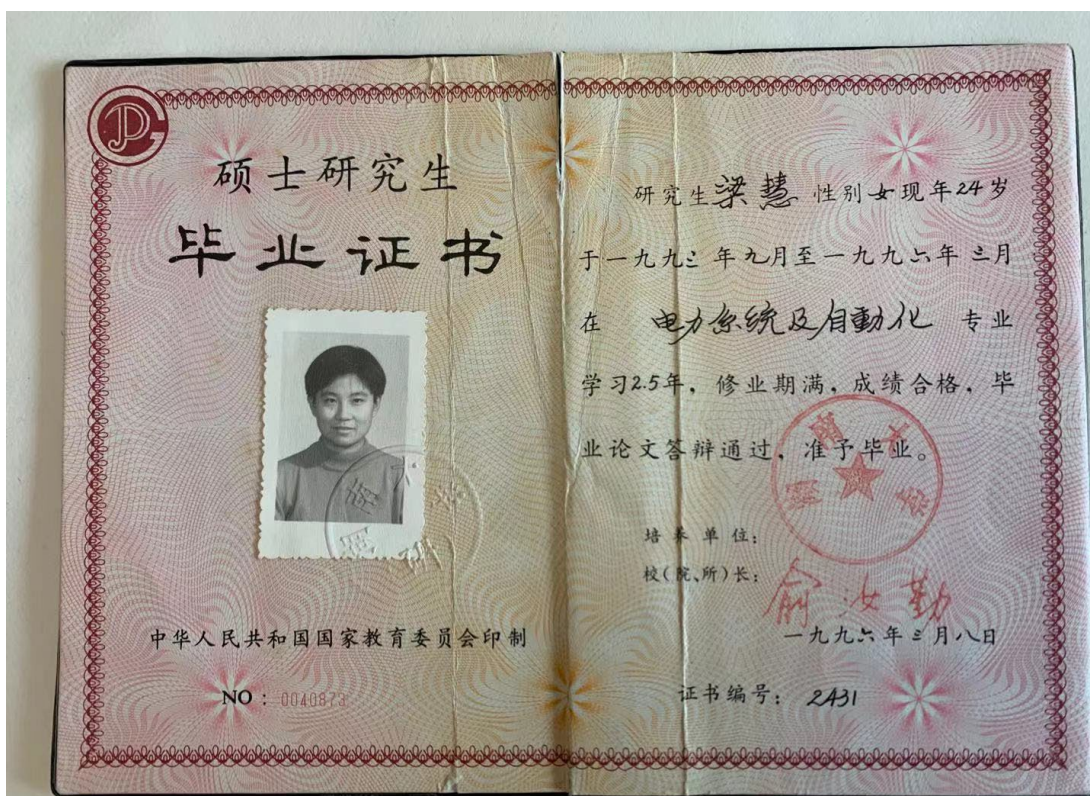 硕士研究生
毕业证书
中华人民共和国国家教育委员会印制
NO：0040873
研究生梁慧 性别女现年24岁
于一九九三年九月至一九九六年三月
在 电力系统及自動化 专业
学习2.5年，修业期满，成绩合格，毕
业论文答辩通过，准予毕业。
湖南大学
培养单位：
校(院、所)长：
俞汝勤
一九九六年三月八日
证书编号：2431